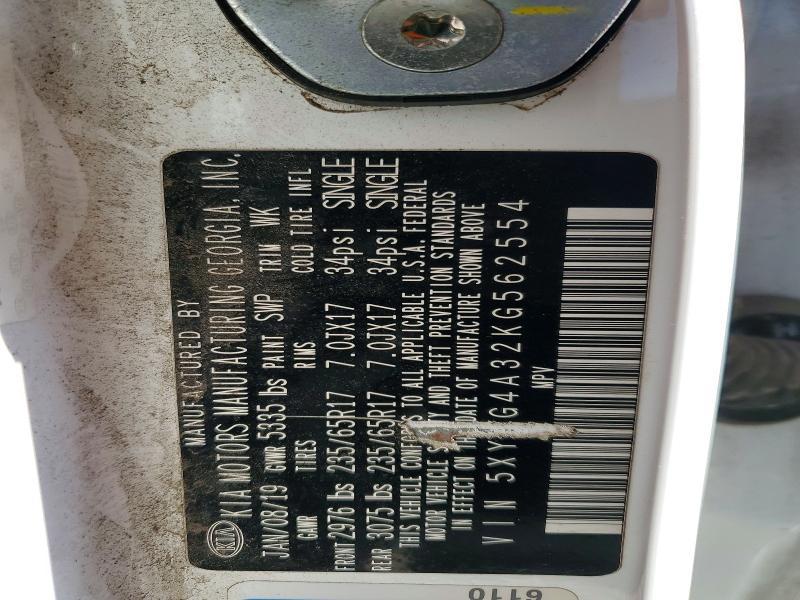 MANUFACTURED BY
KIA KIA MOTORS MANUFACTURING GEORGIA, INC.
JAN/08/19 GVWR 5335 lbs PAINT SWP TRIM WK
GAWR TIRES RIMS COLD TIRE INFL
FRONT 2976 lbs 235/65R17 7.0JX17 34psi SINGLE
REAR 3075 lbs 235/65R17 7.0JX17 34psi SINGLE
THIS VEHICLE CONFORMS TO ALL APPLICABLE U.S.A. FEDERAL
MOTOR VEHICLE SAFETY AND THEFT PREVENTION STANDARDS
IN EFFECT ON THE DATE OF MANUFACTURE SHOWN ABOVE
VIN 5XY G4A32KG562554
MPV
6110